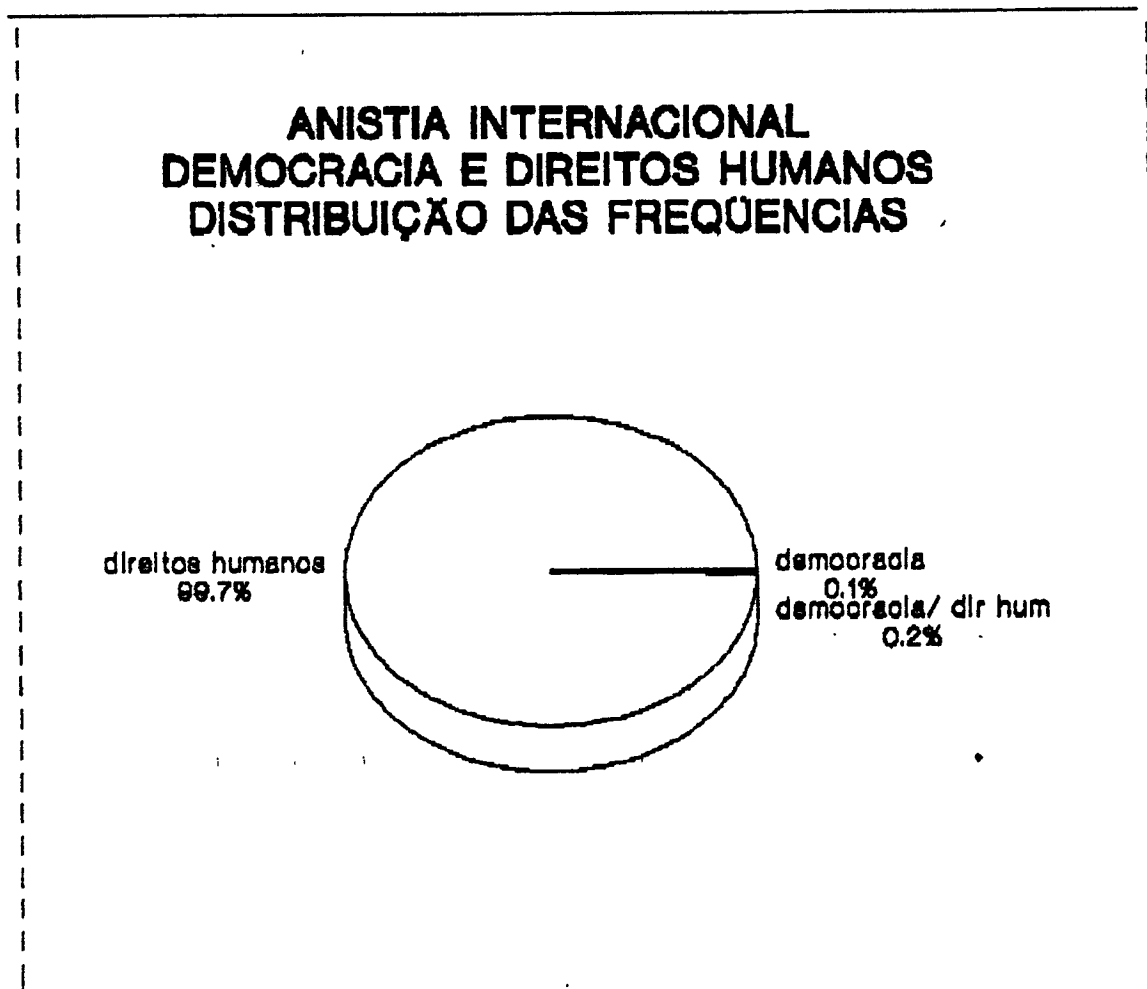 ANISTIA INTERNACIONAL
DEMOCRACIA E DIREITOS HUMANOS
DISTRIBUIÇÃO DAS FREQÜENCIAS
direitos humanos
99.7%
democracia
0.1%
democracia/ dir hum
0.2%